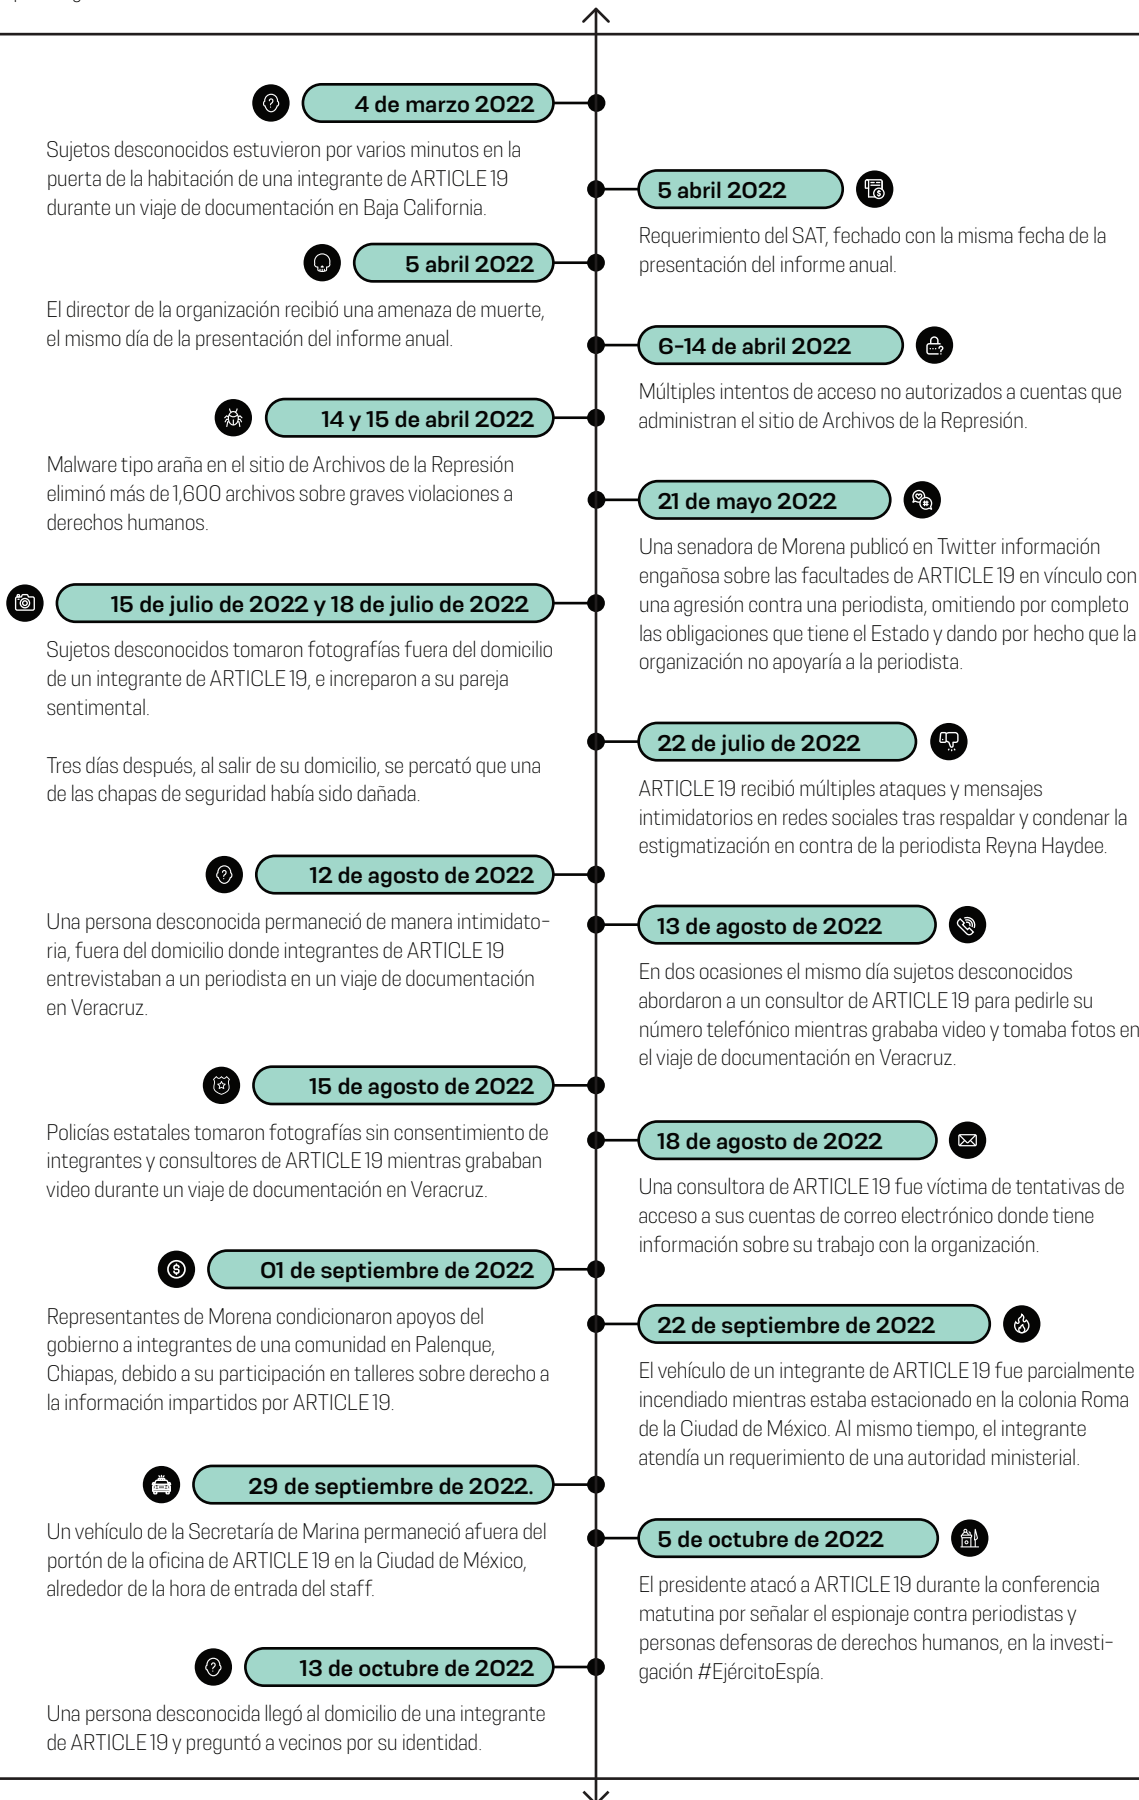 4 de marzo 2022
Sujetos desconocidos estuvieron por varios minutos en la
puerta de la habitación de una integrante de ARTICLE 19
durante un viaje de documentación en Baja California.
5 abril 2022
Requerimiento del SAT, fechado con la misma fecha de la
presentación del informe anual.
5 abril 2022
El director de la organización recibió una amenaza de muerte,
el mismo día de la presentación del informe anual.
6-14 de abril 2022
Múltiples intentos de acceso no autorizados a cuentas que
administran el sitio de Archivos de la Represión.
14 y 15 de abril 2022
Malware tipo araña en el sitio de Archivos de la Represión
eliminó más de 1,600 archivos sobre graves violaciones a
derechos humanos.
21 de mayo 2022
Una senadora de Morena publicó en Twitter información
engañosa sobre las facultades de ARTICLE 19 en vínculo con
una agresión contra una periodista, omitiendo por completo
las obligaciones que tiene el Estado y dando por hecho que la
organización no apoyaría a la periodista.
15 de julio de 2022 y 18 de julio de 2022
Sujetos desconocidos tomaron fotografías fuera del domicilio
de un integrante de ARTICLE 19, e increparon a su pareja
sentimental.
Tres días después, al salir de su domicilio, se percató que una
de las chapas de seguridad había sido dañada.
22 de julio de 2022
ARTICLE 19 recibió múltiples ataques y mensajes
intimidatorios en redes sociales tras respaldar y condenar la
estigmatización en contra de la periodista Reyna Haydee.
12 de agosto de 2022
Una persona desconocida permaneció de manera intimidato-
ria, fuera del domicilio donde integrantes de ARTICLE 19
entrevistaban a un periodista en un viaje de documentación
en Veracruz.
13 de agosto de 2022
En dos ocasiones el mismo día sujetos desconocidos
abordaron a un consultor de ARTICLE 19 para pedirle su
número telefónico mientras grababa video y tomaba fotos en
el viaje de documentación en Veracruz.
15 de agosto de 2022
Policías estatales tomaron fotografías sin consentimiento de
integrantes y consultores de ARTICLE 19 mientras grababan
video durante un viaje de documentación en Veracruz.
18 de agosto de 2022
Una consultora de ARTICLE 19 fue víctima de tentativas de
acceso a sus cuentas de correo electrónico donde tiene
información sobre su trabajo con la organización.
01 de septiembre de 2022
Representantes de Morena condicionaron apoyos del
gobierno a integrantes de una comunidad en Palenque,
Chiapas, debido a su participación en talleres sobre derecho a
la información impartidos por ARTICLE 19.
22 de septiembre de 2022
El vehículo de un integrante de ARTICLE 19 fue parcialmente
incendiado mientras estaba estacionado en la colonia Roma
de la Ciudad de México. Al mismo tiempo, el integrante
atendía un requerimiento de una autoridad ministerial.
29 de septiembre de 2022.
Un vehículo de la Secretaría de Marina permaneció afuera del
portón de la oficina de ARTICLE 19 en la Ciudad de México,
alrededor de la hora de entrada del staff.
5 de octubre de 2022
El presidente atacó a ARTICLE 19 durante la conferencia
matutina por señalar el espionaje contra periodistas y
personas defensoras de derechos humanos, en la investi-
gación #EjércitoEspía.
13 de octubre de 2022
Una persona desconocida llegó al domicilio de una integrante
de ARTICLE 19 y preguntó a vecinos por su identidad.